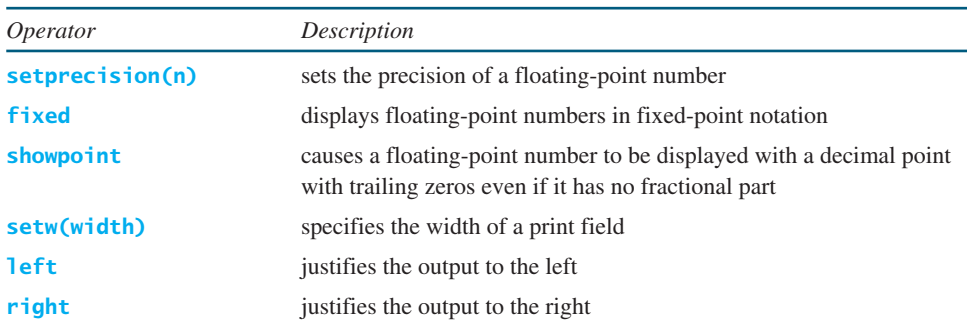 Operator Description
setprecision(n) sets the precision of a floating-point number
fixed displays floating-point numbers in fixed-point notation
showpoint causes a floating-point number to be displayed with a decimal point
with trailing zeros even if it has no fractional part
setw(width) specifies the width of a print field
left justifies the output to the left
right justifies the output to the right